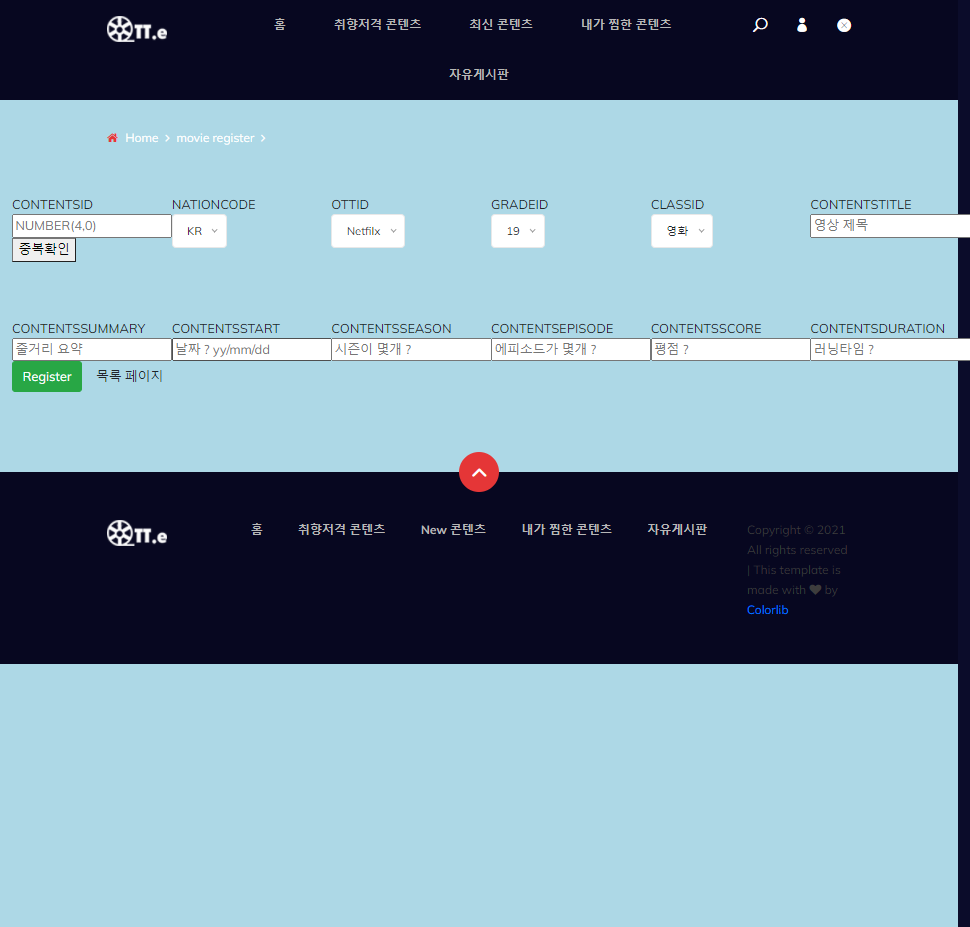 TT.e 홈 취향저격 콘텐츠 최신 콘텐츠 내가 찜한 콘텐츠
자유게시판
Home movie register
CONTENTSID NATIONCODE OTTID GRADEID CLASSID CONTENTSTITLE
NUMBER(4,0) KR Netfilx 19 영화 영상 제목
중복확인
CONTENTSSUMMARY CONTENTSSTART CONTENTSSEASON CONTENTSEPISODE CONTENTSSCORE CONTENTSDURATION
줄거리 요약 날짜 ? yy/mm/dd 시즌이 몇개 ? 에피소드가 몇개 ? 평점 ? 러닝타임 ?
Register 목록 페이지
TT.e 홈 취향저격 콘텐츠 New 콘텐츠 내가 찜한 콘텐츠 자유게시판 Copyright © 2021
All rights reserved
| This template is
made with ♥ by
Colorlib